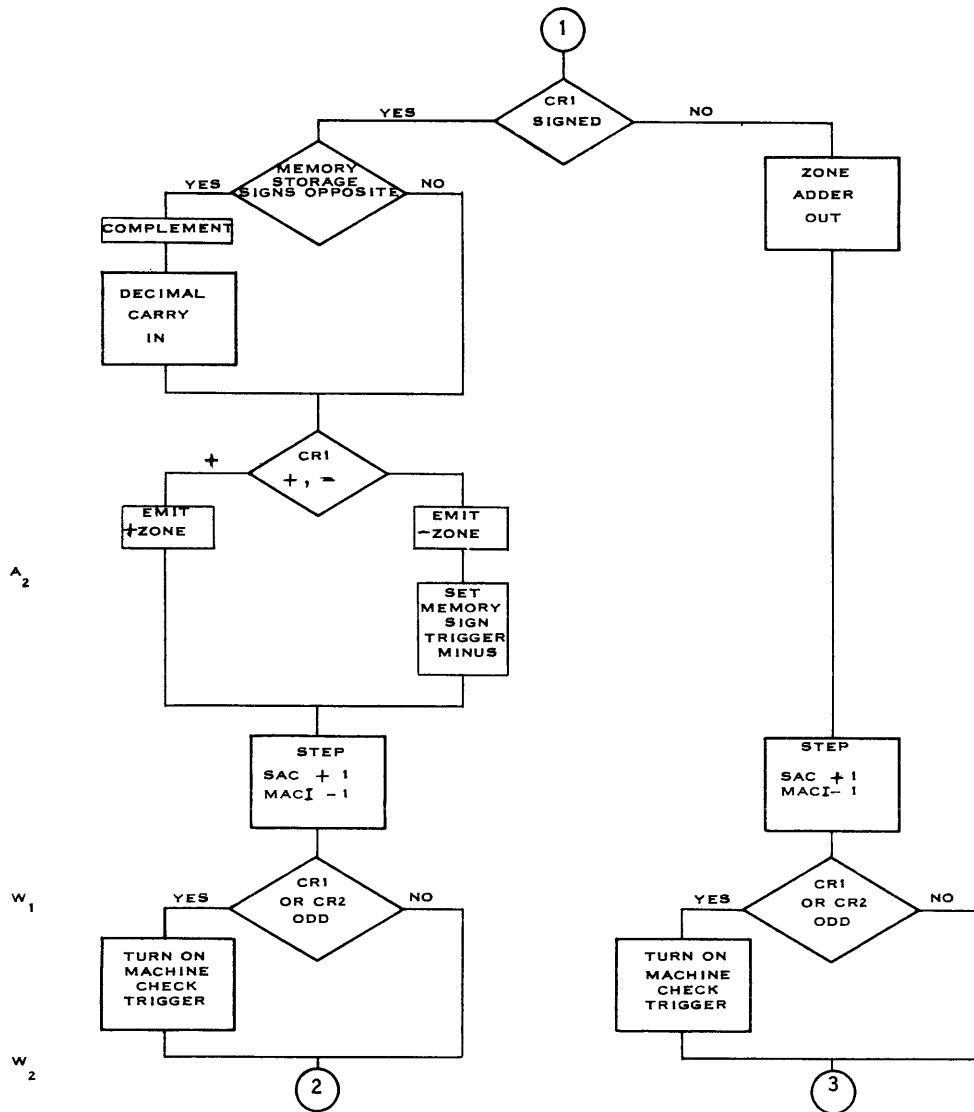 1
CR1
SIGNED
YES
NO
MEMORY
STORAGE
SIGNS OPPOSITE
YES
NO
COMPLEMENT
DECIMAL
CARRY
IN
ZONE
ADDER
OUT
CR1
+ , -
+
EMIT
+ZONE
EMIT
-ZONE
A2
SET
MEMORY
SIGN
TRIGGER
MINUS
STEP
SAC + 1
MACI - 1
STEP
SAC + 1
MACI- 1
W1
YES
CR1
OR CR2
ODD
NO
YES
CR1
OR CR2
ODD
NO
TURN ON
MACHINE
CHECK
TRIGGER
TURN ON
MACHINE
CHECK
TRIGGER
W2
2
3